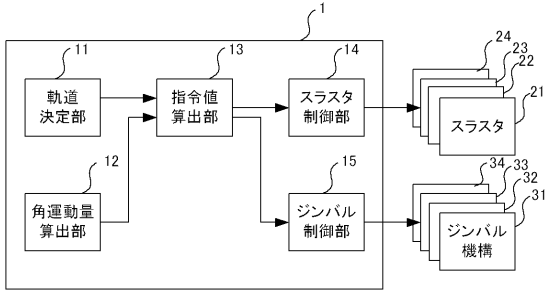 1
11
13
14
24
23
22
21
軌道
決定部
指令値
算出部
スラスタ
制御部
スラスタ
12
15
34
33
32
31
角運動量
算出部
ジンバル
制御部
ジンバル
機構